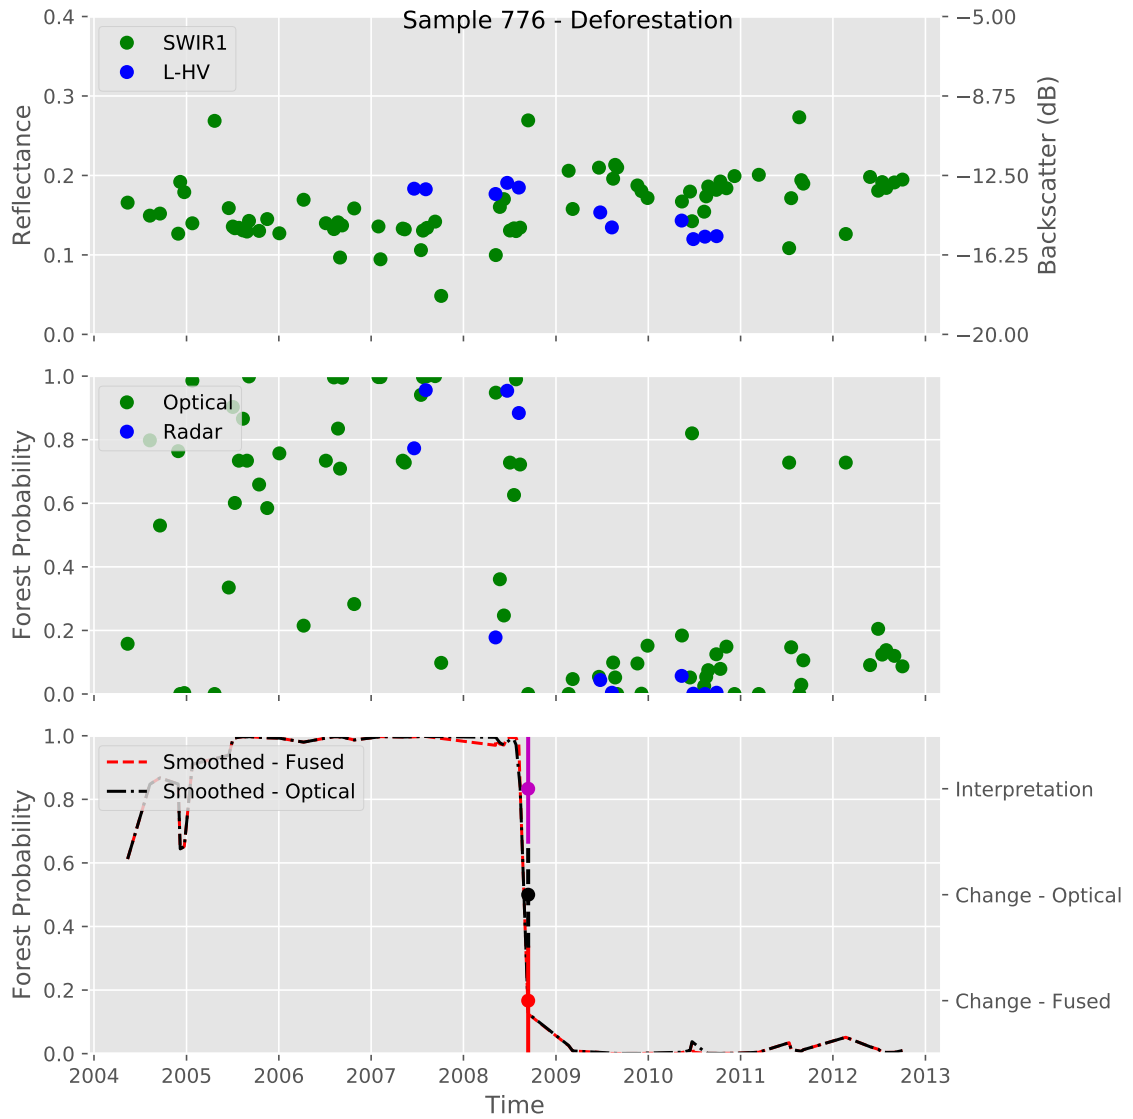 Sample 776 - Deforestation
0.4
0.3
0.2
0.1
0.0
Reflectance
SWIR1
L-HV
−5.00
−8.75
−12.50
−16.25
−20.00
Backscatter (dB)
1.0
0.8
0.6
0.4
0.2
0.0
Forest Probability
Optical
Radar
1.0
0.8
0.6
0.4
0.2
0.0
Forest Probability
Smoothed - Fused
Smoothed - Optical
Interpretation
Change - Optical
Change - Fused
2004 2005 2006 2007 2008 2009 2010 2011 2012 2013
Time